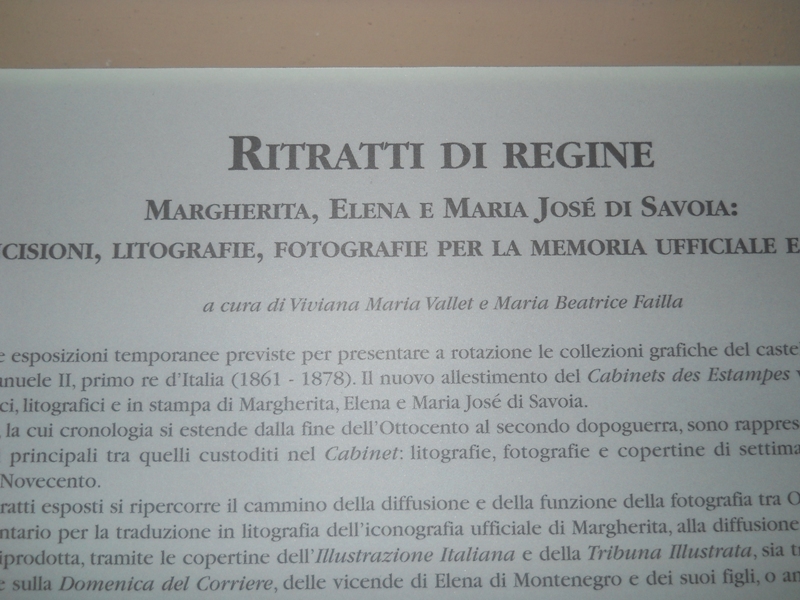 RITRATTI DI REGINE
MARGHERITA, ELENA E MARIA JOSÉ DI SAVOIA:
CISIONI, LITOGRAFIE, FOTOGRAFIE PER LA MEMORIA UFFICIALE E
a cura di Viviana Maria Vallet e Maria Beatrice Failla
e esposizioni temporanee previste per presentare a rotazione le collezioni grafiche del caste
nuele II, primo re d'Italia (1861 - 1878). Il nuovo allestimento del Cabinets des Estampes v
ci, litografici e in stampa di Margherita, Elena e Maria José di Savoia.
, la cui cronologia si estende dalla fine dell'Ottocento al secondo dopoguerra, sono rappres
i principali tra quelli custoditi nel Cabinet: litografie, fotografie e copertine di settima
Novecento.
ratti esposti si ripercorre il cammino della diffusione e della funzione della fotografia tra O
ntario per la traduzione in litografia dell'iconografia ufficiale di Margherita, alla diffusione
iprodotta, tramite le copertine dell'Illustrazione Italiana e della Tribuna Illustrata, sia tr
e sulla Domenica del Corriere, delle vicende di Elena di Montenegro e dei suoi figli, o an